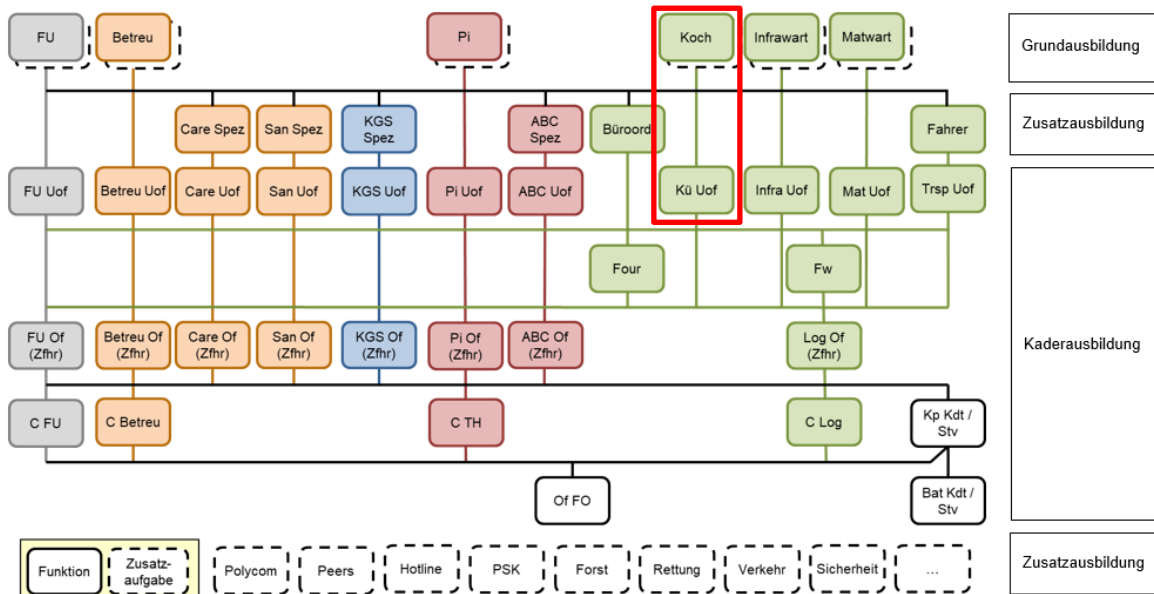 FU
Betreu
Pi
Koch
Infrawart
Matwart
Grundausbildung
Care Spez
San Spez
KGS
Spez
ABC
Spez
Büroord
Fahrer
Zusatzausbildung
FU Uof
Betreu Uof
Care Uof
San Uof
KGS Uof
Pi Uof
ABC Uof
Kü Uof
Infra Uof
Mat Uof
Trsp Uof
Four
Fw
FU Of
(Zfhr)
Betreu Of
(Zfhr)
Care Of
(Zfhr)
San Of
(Zfhr)
KGS Of
(Zfhr)
Pi Of
(Zfhr)
ABC Of
(Zfhr)
Log Of
(Zfhr)
Kaderausbildung
C FU
C Betreu
C TH
C Log
Kp Kdt /
Stv
Of FO
Bat Kdt /
Stv
Funktion
Zusatz-
aufgabe
Polycom
Peers
Hotline
PSK
Forst
Rettung
Verkehr
Sicherheit
...
Zusatzausbildung